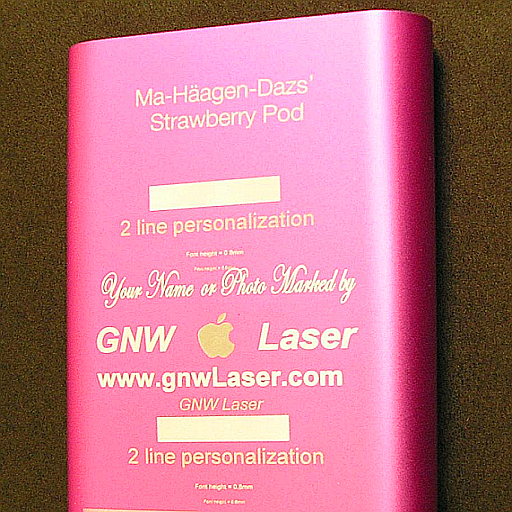 Ma-Häagen-Dazs'
Strawberry Pod
2 line personalization
Font height = 0.8mm
Your Name or Photo Marked by
GNW Laser
www.gnwLaser.com
GNW Laser
2 line personalization
Font height = 0.8mm